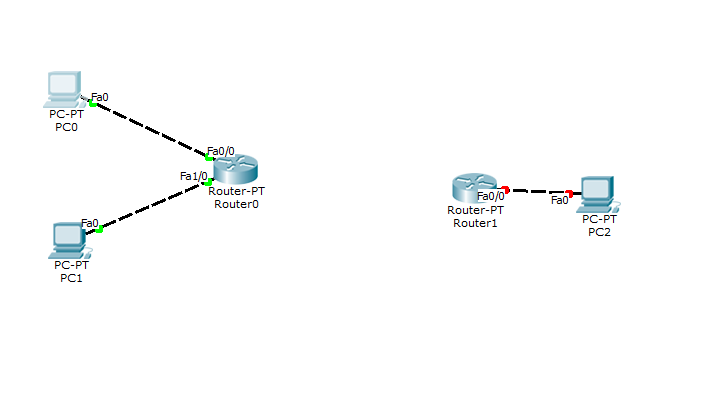 Fa0
PC-PT
PC0
Fa0/0
Fa1/0
Router-PT
Router0
Fa0
PC-PT
PC1
Fa0/0
Router-PT
Router1
Fa0
PC-PT
PC2